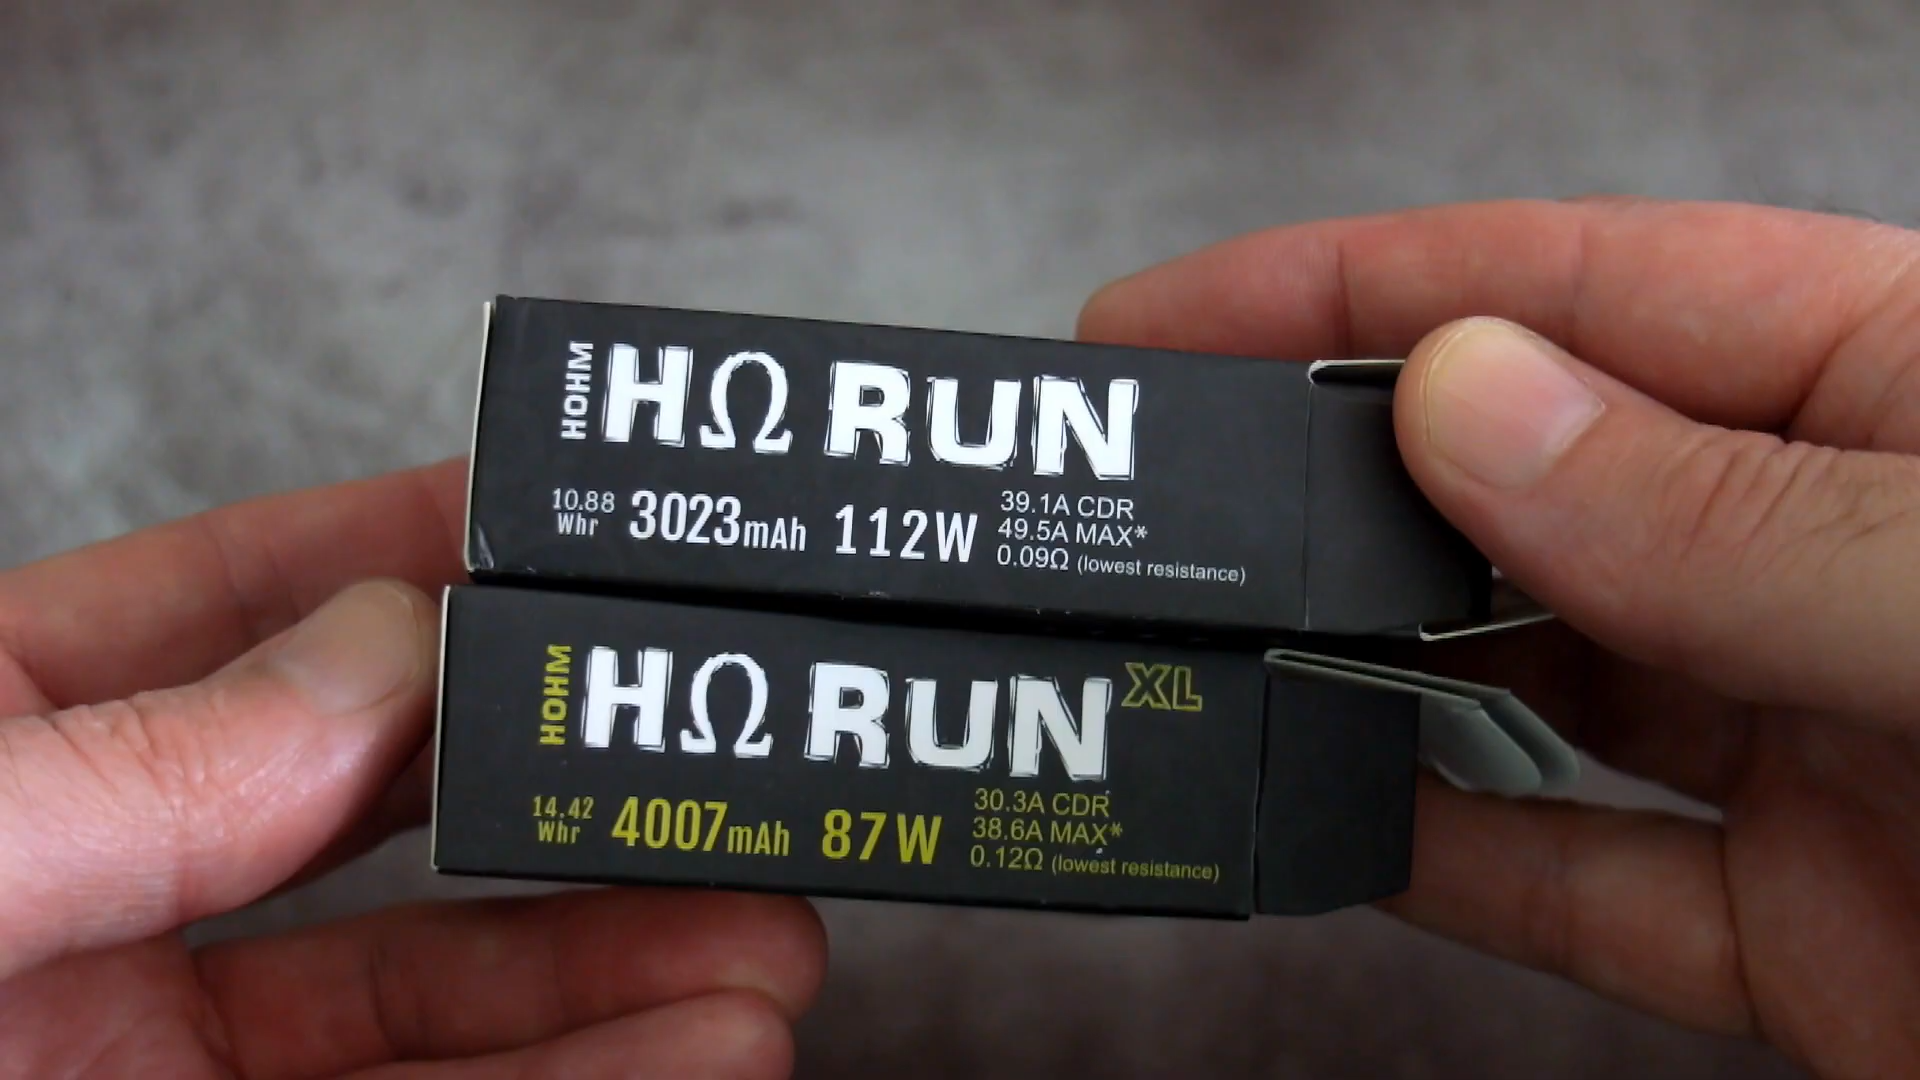 HOHM
HΩ RUN
10.88 Whr 3023mAh 112W
39.1A CDR
49.5A MAX*
0.09Ω (lowest resistance)
HOHM
HΩ RUN XL
14.42 Whr 4007mAh 87W
30.3A CDR
38.6A MAX*
0.12Ω (lowest resistance)